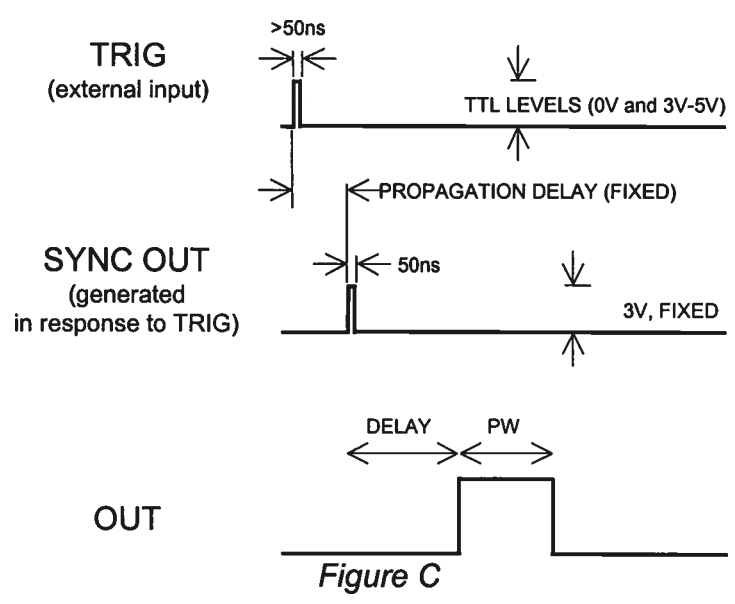 >50ns
TRIG
(external input)
TTL LEVELS (0V and 3V-5V)
PROPAGATION DELAY (FIXED)
SYNC OUT
(generated
in response to TRIG)
50ns
3V, FIXED
DELAY
PW
OUT
Figure C